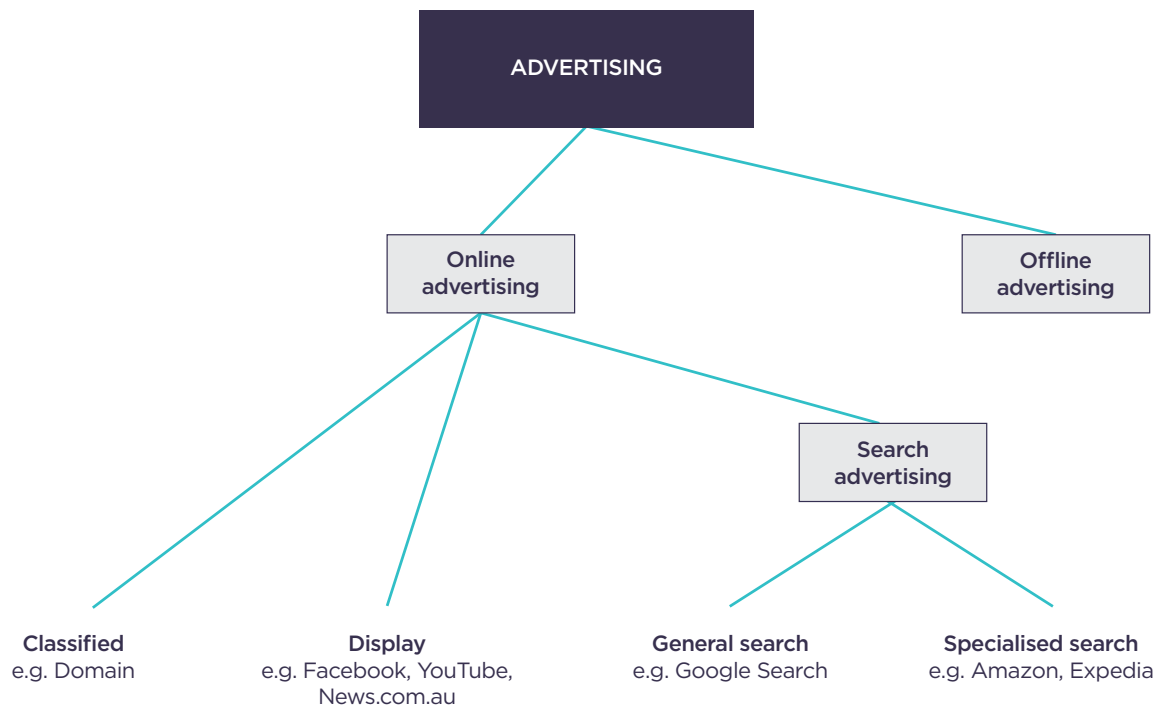 ADVERTISING
Online
advertising
Offline
advertising
Search
advertising
Classified
e.g. Domain
Display
e.g. Facebook, YouTube,
News.com.au
General search
e.g. Google Search
Specialised search
e.g. Amazon, Expedia